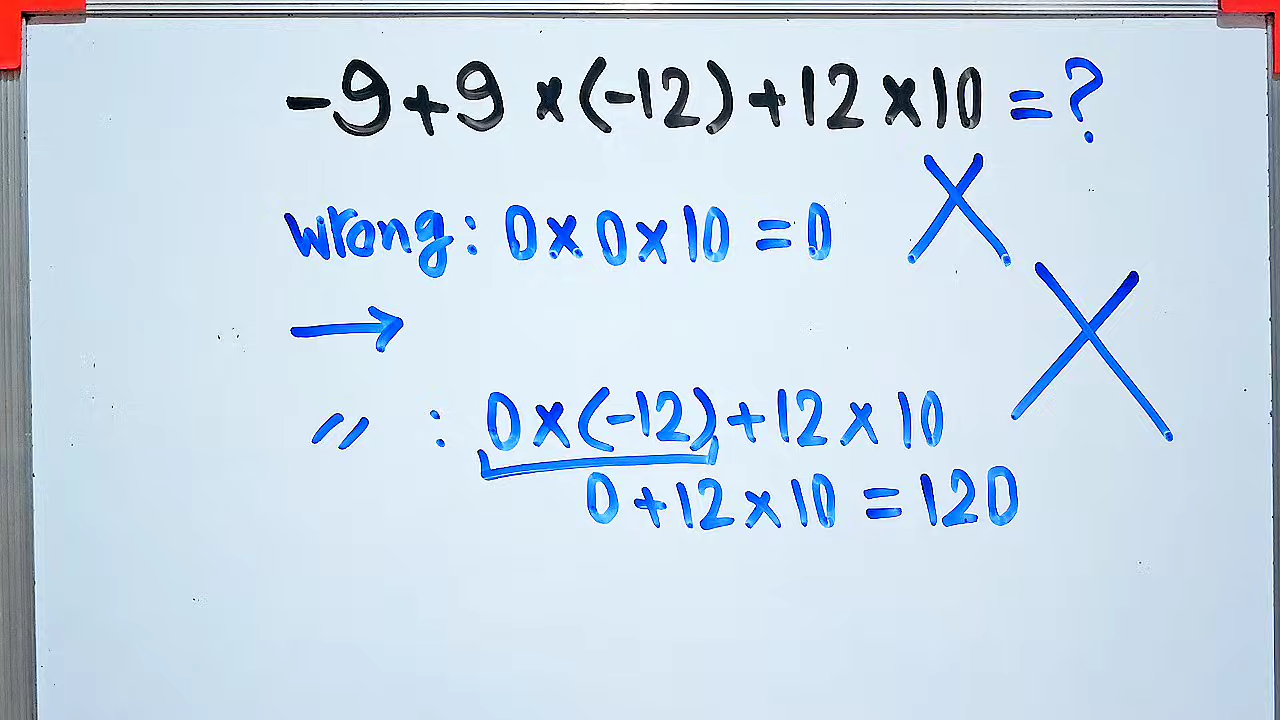 -9+9 ×(-12)+12×10 =?
wrong: 0×0×10 =0
→
〃 : 0×(-12)+12×10
0+12×10 =120